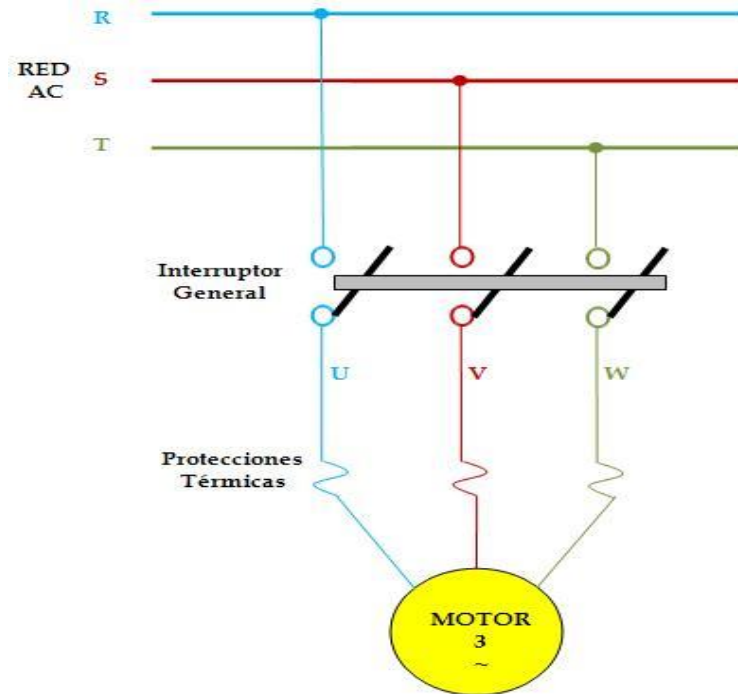 R
RED
AC
S
T
Interruptor
General
U
V
W
Protecciones
Térmicas
MOTOR
3
~